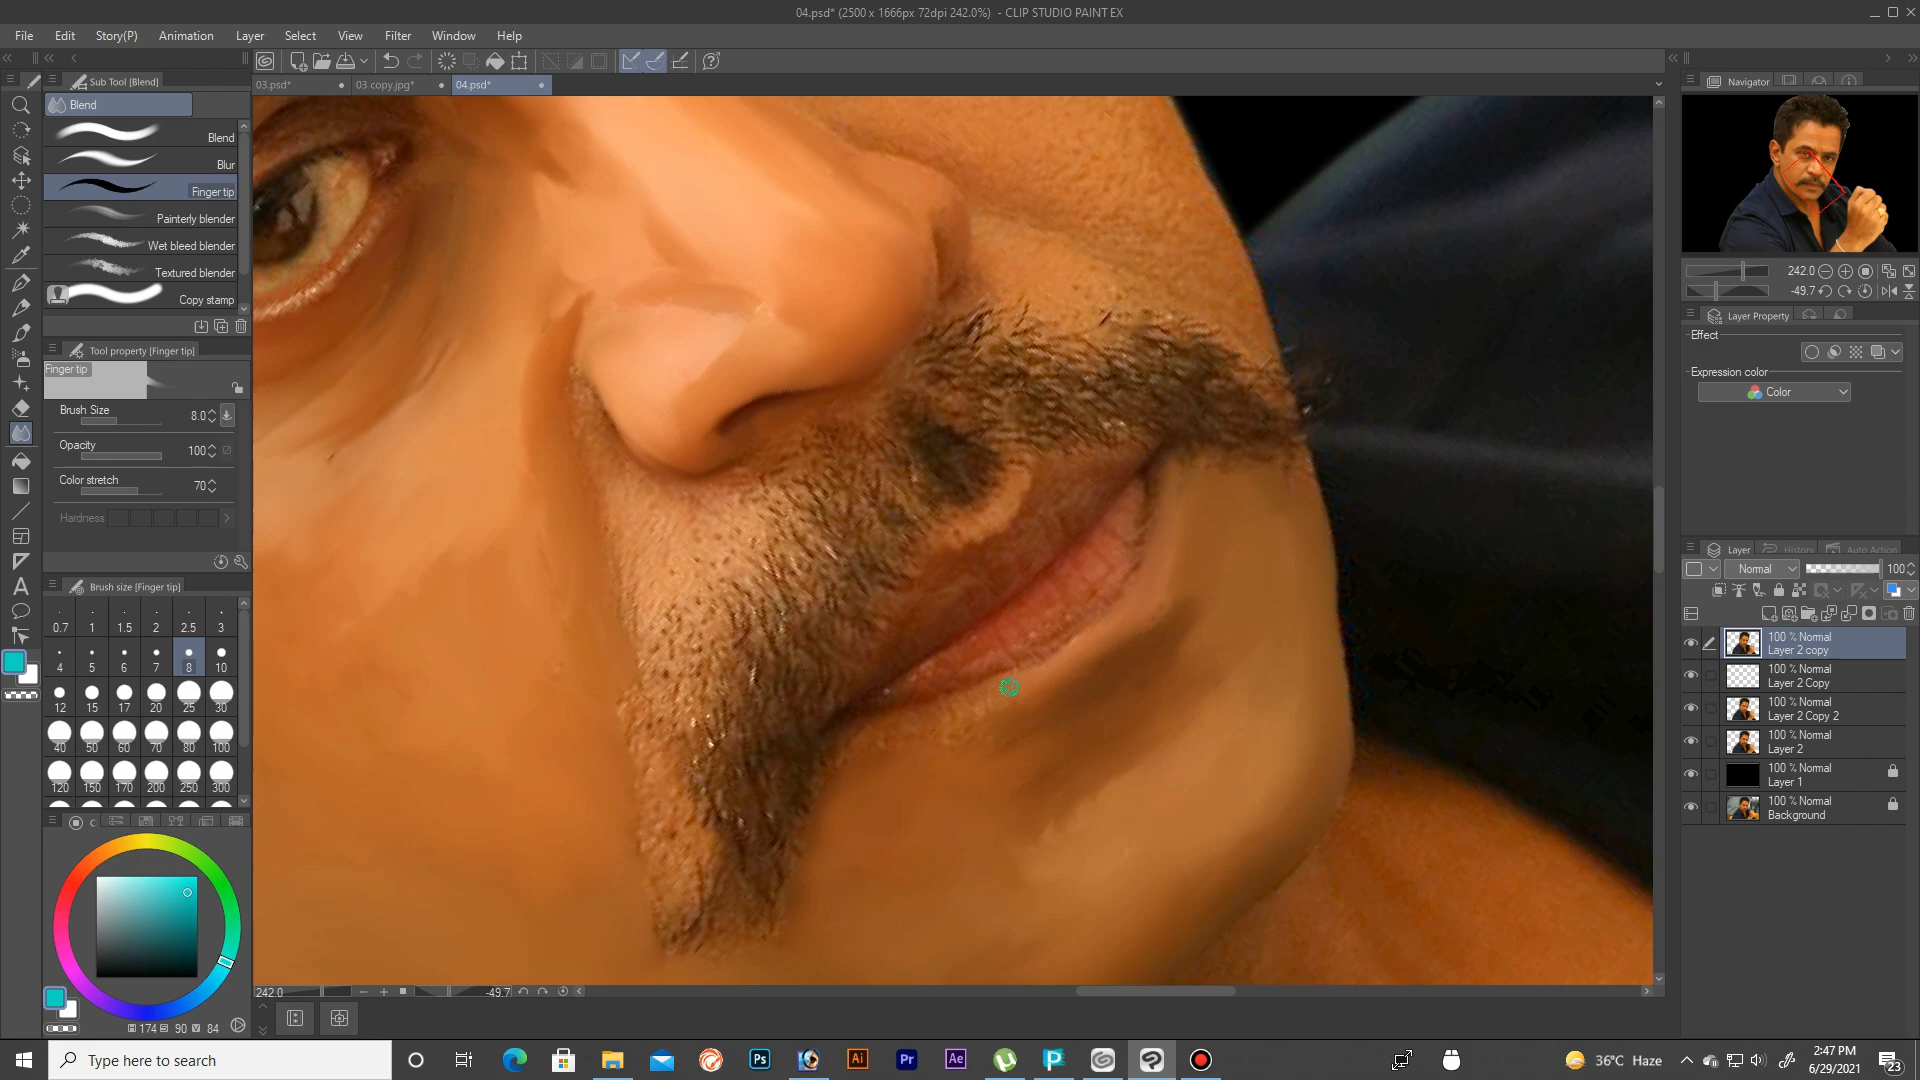 04.psd* (2500 x 1666px 72dpi 242.0%) - CLIP STUDIO PAINT EX
File Edit Story(P) Animation Layer Select View Filter Window Help
03.psd* 03 copy.jpg* 04.psd*
Sub Tool [Blend]
Blend
Blend
Blur
Finger tip
Painterly blender
Wet bleed blender
Textured blender
Copy stamp
Tool property [Finger tip]
Finger tip
Brush Size 8.0
Opacity 100
Color stretch 70
Hardness
Brush size [Finger tip]
0.7 1 1.5 2 2.5 3
4 5 6 7 8 10
12 15 17 20 25 30
40 50 60 70 80 100
120 150 170 200 250 300
174 90 84
242.0 -49.7
Navigator
242.0
-49.7
Layer Property
Effect
Expression color
Color
Layer History Auto Action
Normal 100
100 % Normal
Layer 2 copy
100 % Normal
Layer 2 Copy
100 % Normal
Layer 2 Copy 2
100 % Normal
Layer 2
100 % Normal
Layer 1
100 % Normal
Background
Type here to search
Ps Ai Pr Ae
36°C Haze
2:47 PM
6/29/2021
23